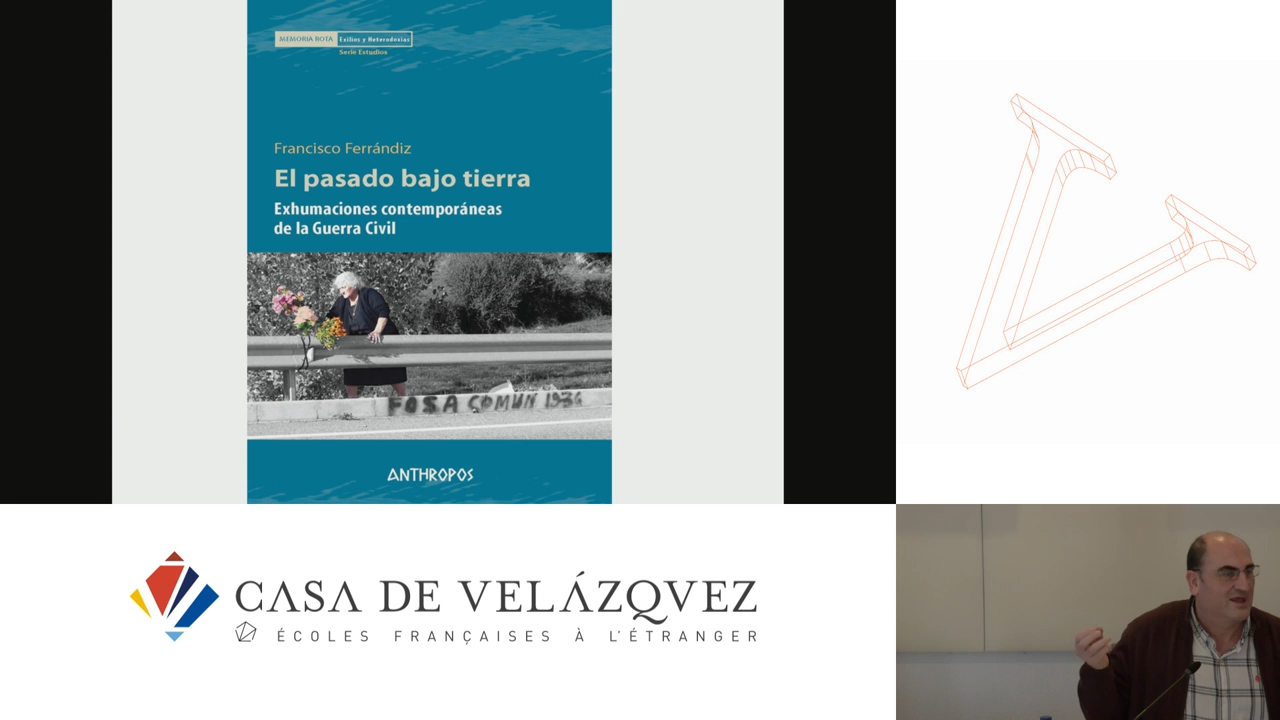 MEMORIA ROTA Exilios y Heterodoxias
Serie Estudios
Francisco Ferrándiz
El pasado bajo tierra
Exhumaciones contemporáneas
de la Guerra Civil
FOSA COMUN 1936
ANTHROPOS
CASA DE VELÁZQVEZ
ÉCOLES FRANÇAISES À L'ÉTRANGER